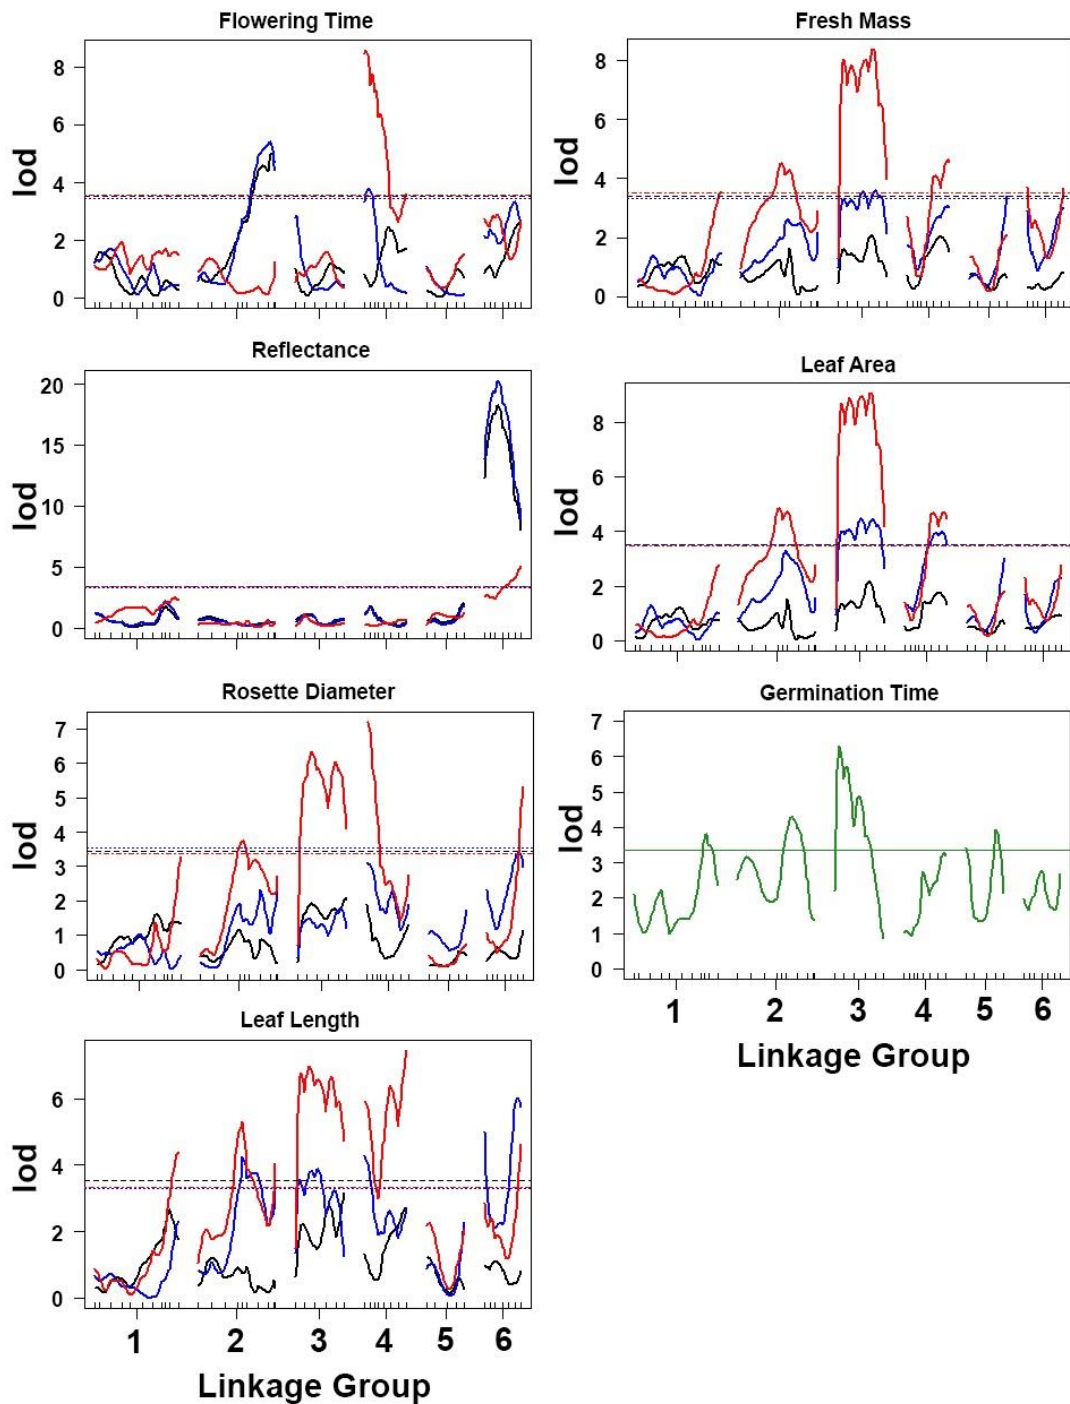 Flowering Time
lod
8
6
4
2
0
Fresh Mass
lod
8
6
4
2
0
Reflectance
lod
20
15
10
5
0
Leaf Area
lod
8
6
4
2
0
Rosette Diameter
lod
7
6
5
4
3
2
1
0
Germination Time
lod
7
6
5
4
3
2
1
0
1 2 3 4 5 6
Linkage Group
Leaf Length
lod
6
4
2
0
1 2 3 4 5 6
Linkage Group